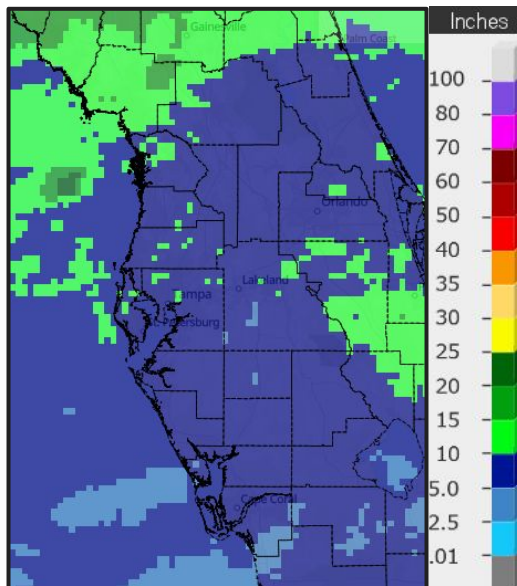 Inches
Gainesville
Palm Coast
Orlando
Lakeland
Tampa
St. Petersburg
Cape Coral
100
80
70
60
50
40
35
30
25
20
15
10
5.0
2.5
.01